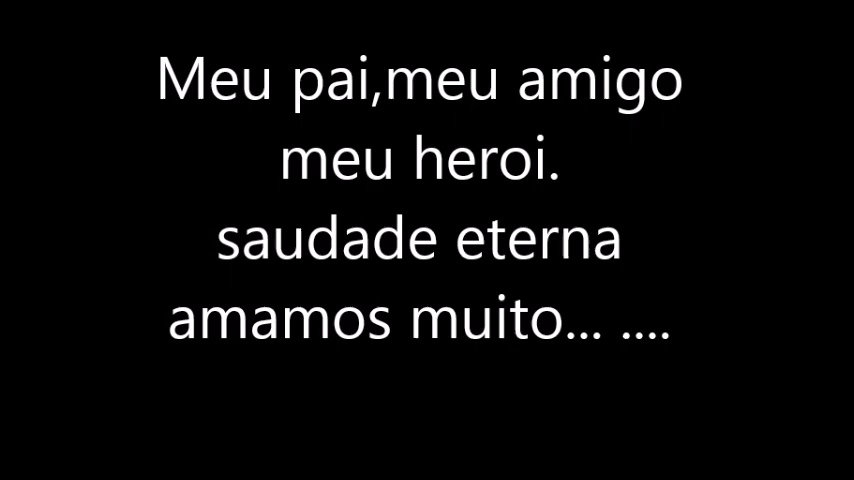 Meu pai,meu amigo
meu heroi.
saudade eterna
amamos muito... ....